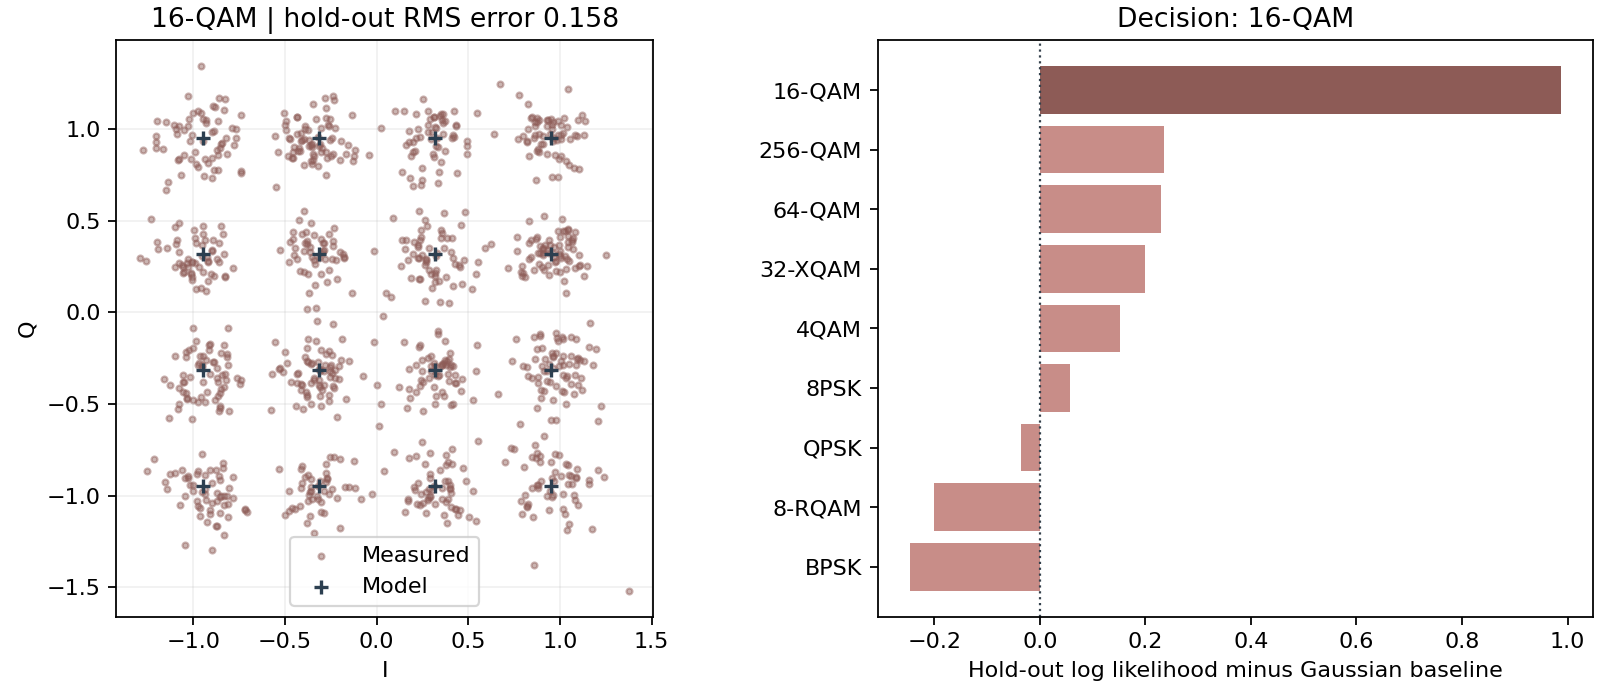 16-QAM | hold-out RMS error 0.158
1.0
0.5
0.0
−0.5
−1.0
−1.5
Q
Measured
Model
−1.0
−0.5
0.0
0.5
1.0
1.5
I
Decision: 16-QAM
16-QAM
256-QAM
64-QAM
32-XQAM
4QAM
8PSK
QPSK
8-RQAM
BPSK
−0.2
0.0
0.2
0.4
0.6
0.8
1.0
Hold-out log likelihood minus Gaussian baseline